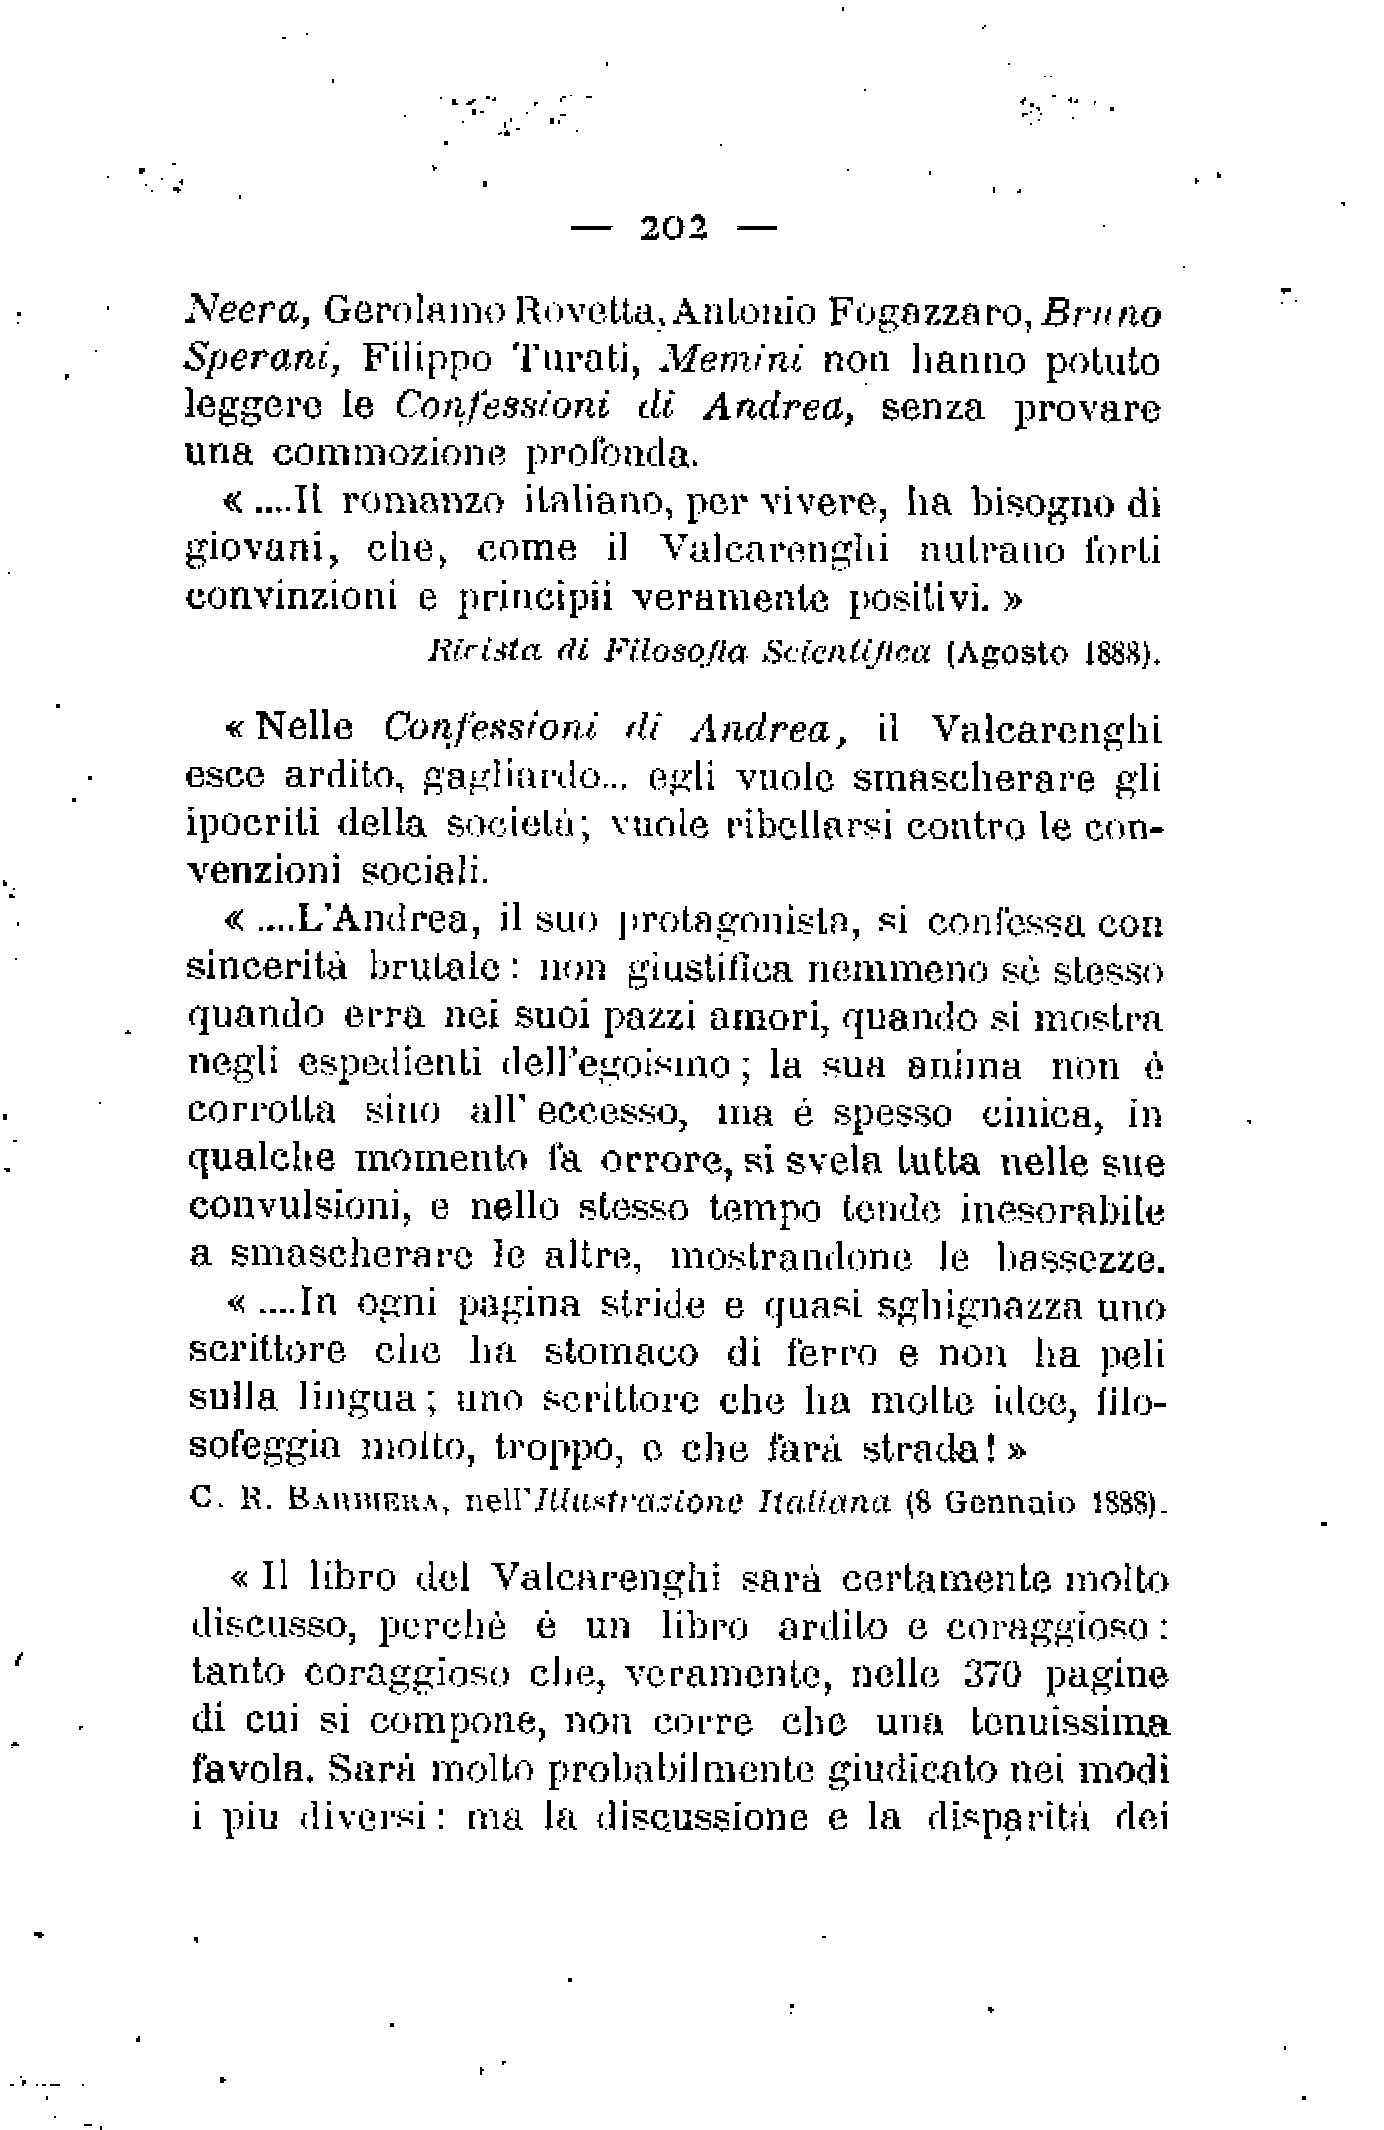 — 202 —
Neera, Gerolamo Rovetta, Antonio Fogazzaro, Bruno
Sperani, Filippo Turati, Memini non hanno potuto
leggere le Confessioni di Andrea, senza provare
una commozione profonda.
« ....Il romanzo italiano, per vivere, ha bisogno di
giovani, che, come il Valcarenghi nutrano forti
convinzioni e principii veramente positivi. »
Rivista di Filosofia Scientifica (Agosto 1888).
« Nelle Confessioni di Andrea, il Valcarenghi
esce ardito, gagliardo... egli vuole smascherare gli
ipocriti della società; vuole ribellarsi contro le con-
venzioni sociali.
« ....L'Andrea, il suo protagonista, si confessa con
sincerità brutale : non giustifica nemmeno sè stesso
quando erra nei suoi pazzi amori, quando si mostra
negli espedienti dell'egoismo ; la sua anima non è
corrotta sino all' eccesso, ma é spesso cinica, in
qualche momento fa orrore, si svela tutta nelle sue
convulsioni, e nello stesso tempo tende inesorabile
a smascherare le altre, mostrandone le bassezze.
« ....In ogni pagina stride e quasi sghignazza uno
scrittore che ha stomaco di ferro e non ha peli
sulla lingua ; uno scrittore che ha molte idee, filo-
sofeggia molto, troppo, e che farà strada! »
C. R. BARBIERA, nell'Illustrazione Italiana (8 Gennaio 1888).
« Il libro del Valcarenghi sarà certamente molto
discusso, perchè è un libro ardito e coraggioso :
tanto coraggioso che, veramente, nelle 370 pagine
di cui si compone, non corre che una tenuissima
favola. Sarà molto probabilmente giudicato nei modi
i piu diversi : ma la discussione e la disparità dei